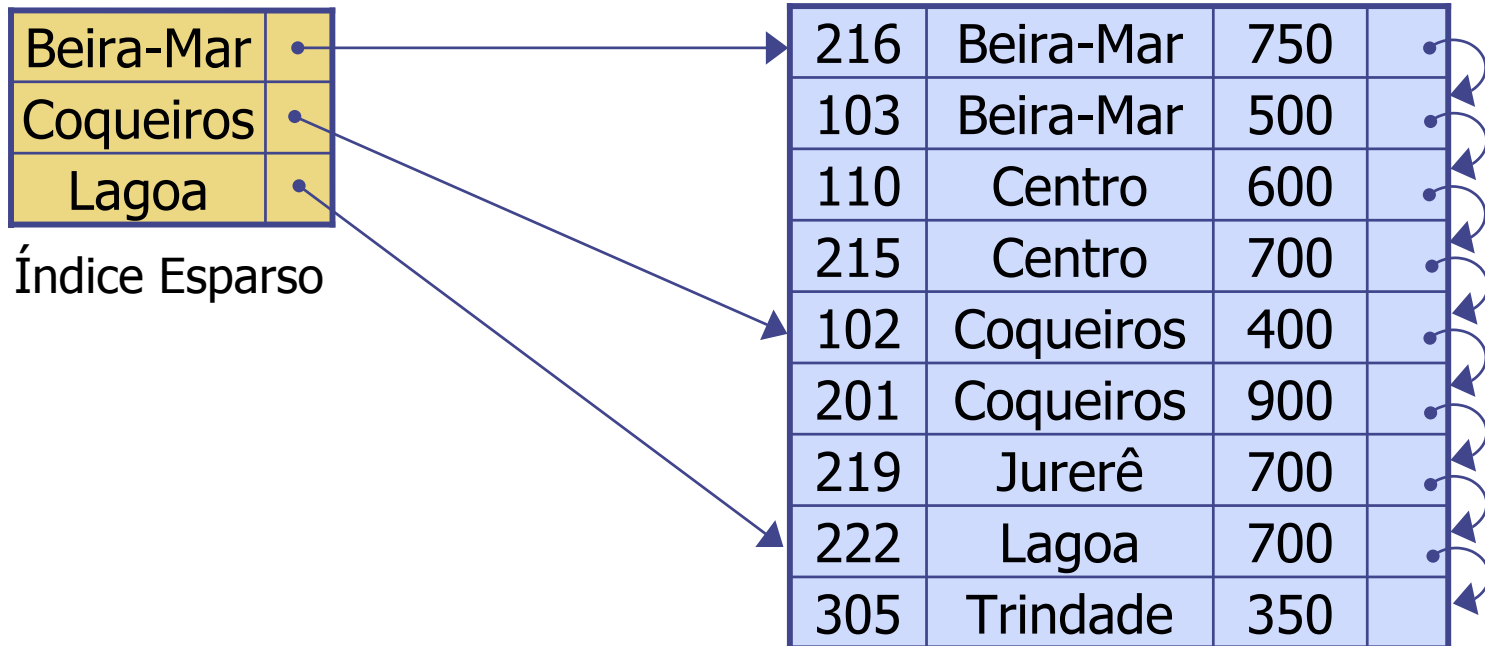 Beira-Mar
Coqueiros
Lagoa
Índice Esparso
216 Beira-Mar 750
103 Beira-Mar 500
110 Centro 600
215 Centro 700
102 Coqueiros 400
201 Coqueiros 900
219 Jurerê 700
222 Lagoa 700
305 Trindade 350